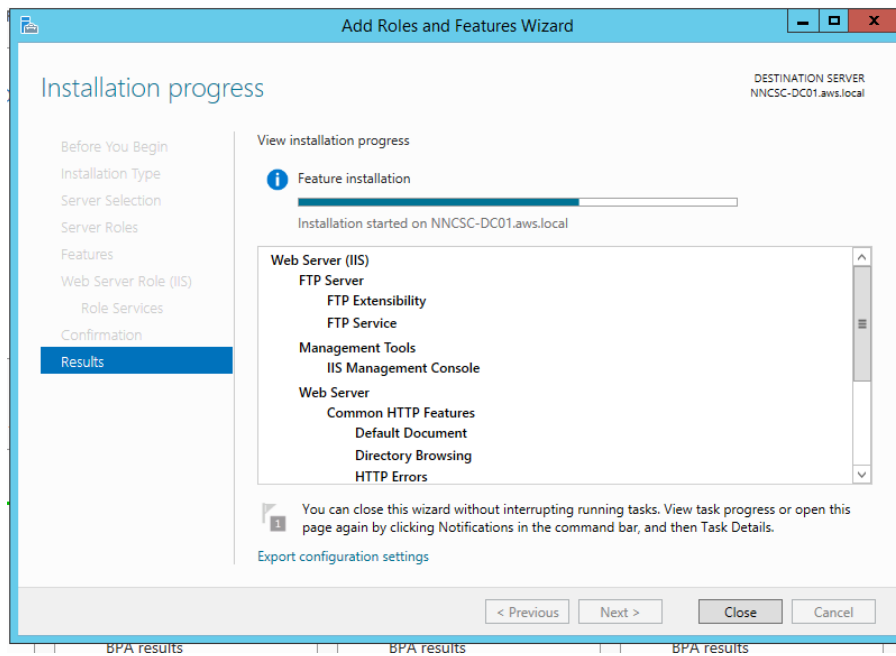 Add Roles and Features Wizard
Installation progress
DESTINATION SERVER
NNCSC-DC01.aws.local
Before You Begin
Installation Type
Server Selection
Server Roles
Features
Web Server Role (IIS)
Role Services
Confirmation
Results
View installation progress
Feature installation
Installation started on NNCSC-DC01.aws.local
Web Server (IIS)
FTP Server
FTP Extensibility
FTP Service
Management Tools
IIS Management Console
Web Server
Common HTTP Features
Default Document
Directory Browsing
HTTP Errors
1
You can close this wizard without interrupting running tasks. View task progress or open this
page again by clicking Notifications in the command bar, and then Task Details.
Export configuration settings
< Previous
Next >
Close
Cancel
BPA results
BPA results
BPA results